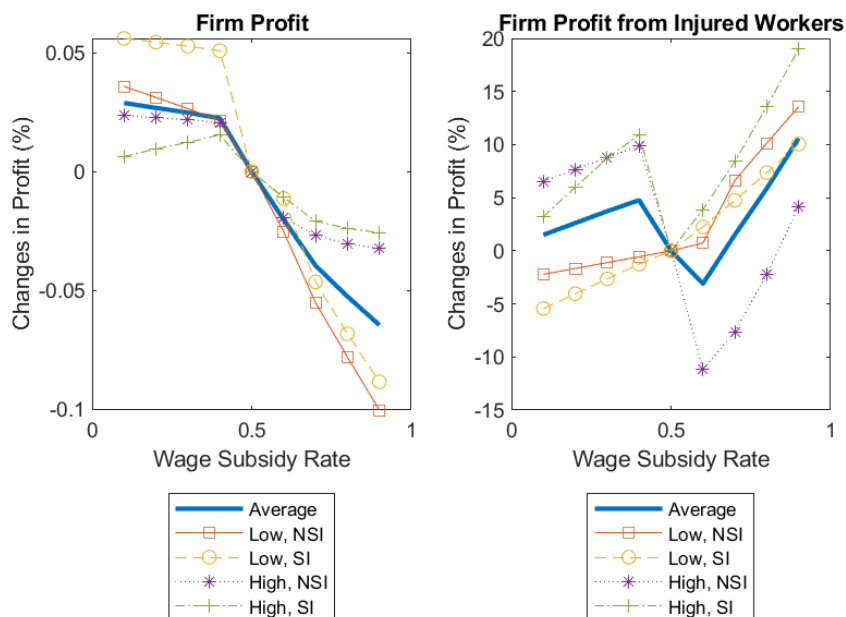 Firm Profit
0.05
0
-0.05
-0.1
Changes in Profit (%)
0
0.5
1
Wage Subsidy Rate
Average
Low, NSI
Low, SI
High, NSI
High, SI
Firm Profit from Injured Workers
20
15
10
5
0
-5
-10
-15
Changes in Profit (%)
0
0.5
1
Wage Subsidy Rate
Average
Low, NSI
Low, SI
High, NSI
High, SI